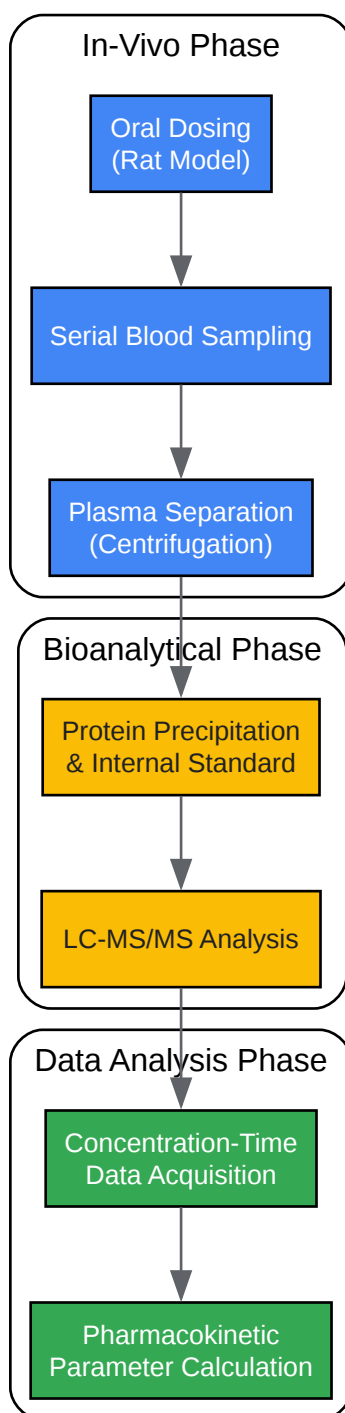 In-Vivo Phase
Oral Dosing
(Rat Model)
Serial Blood Sampling
Plasma Separation
(Centrifugation)
Bioanalytical Phase
Protein Precipitation
& Internal Standard
LC-MS/MS Analysis
Data Analysis Phase
Concentration-Time
Data Acquisition
Pharmacokinetic
Parameter Calculation